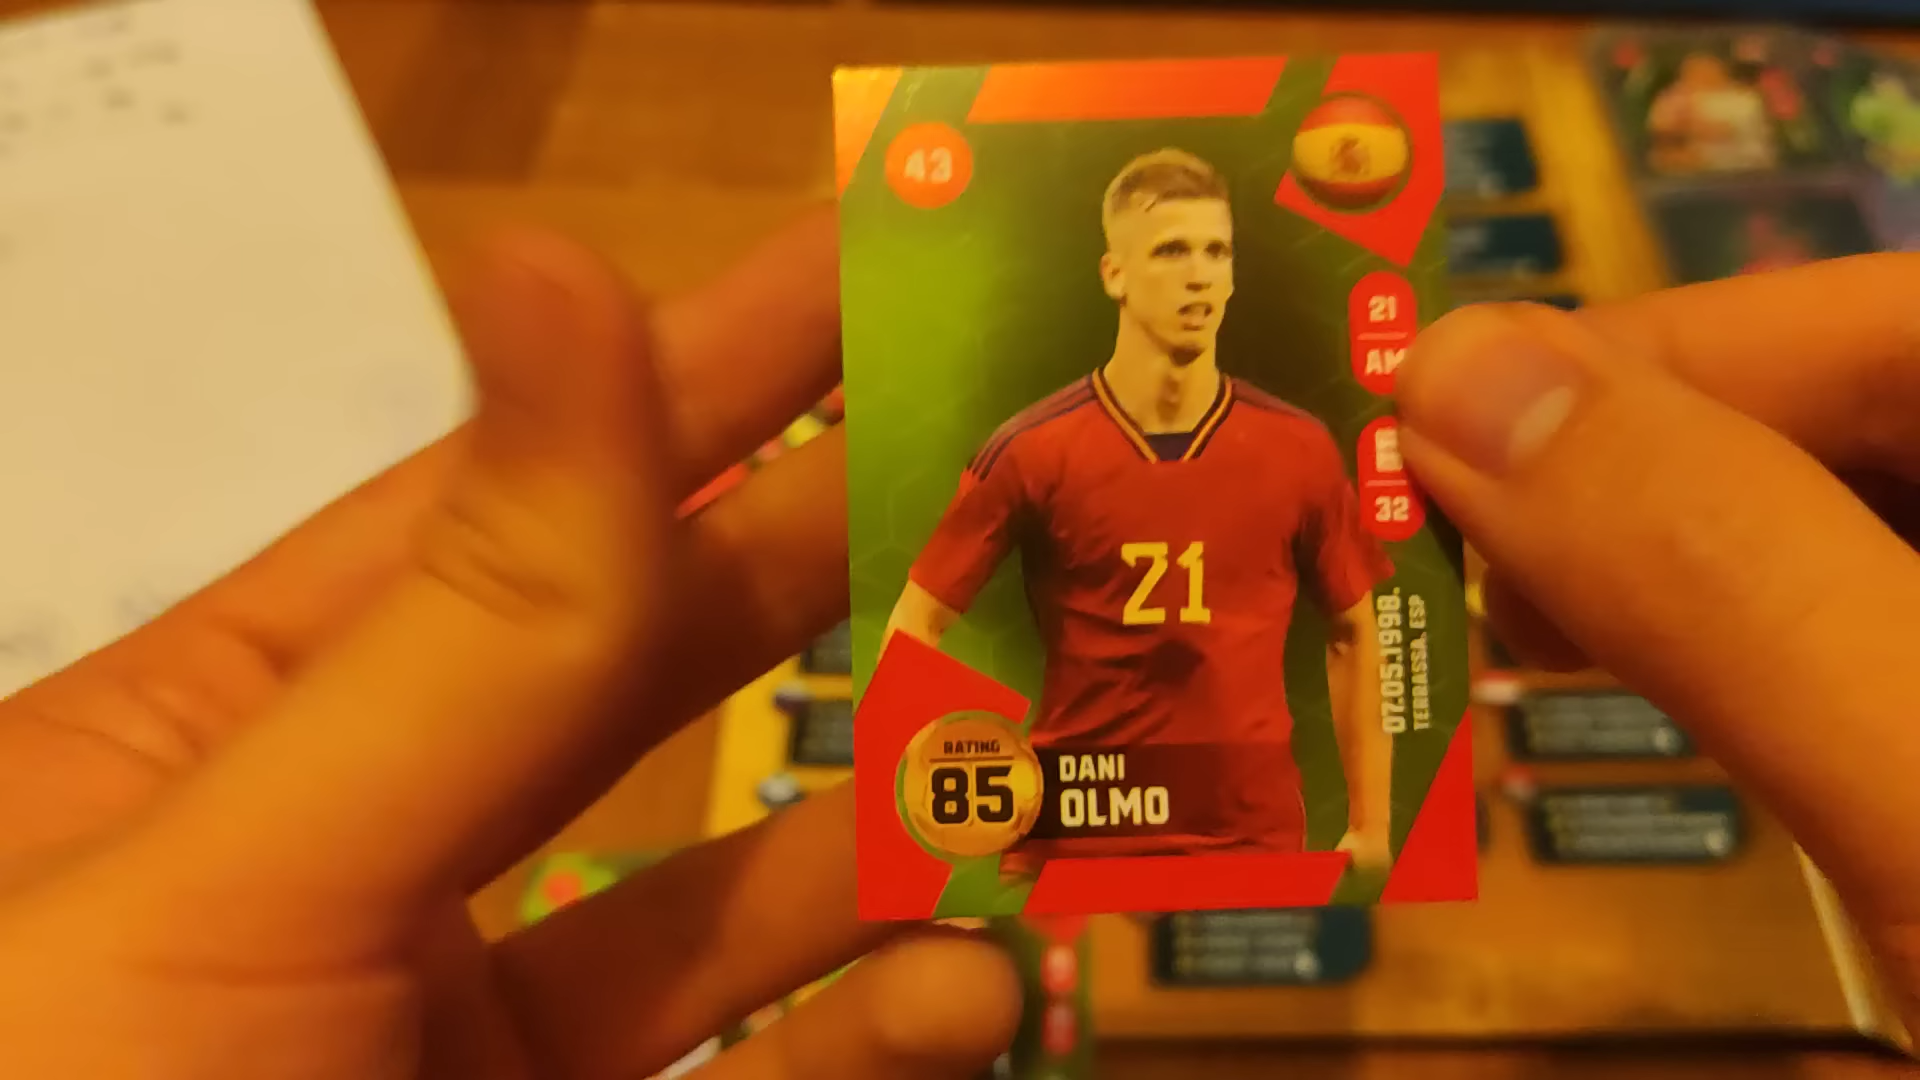 43
21
AM
32
21
07.05.1998.
TERRASSA. ESP
RATING
85
DANI
OLMO